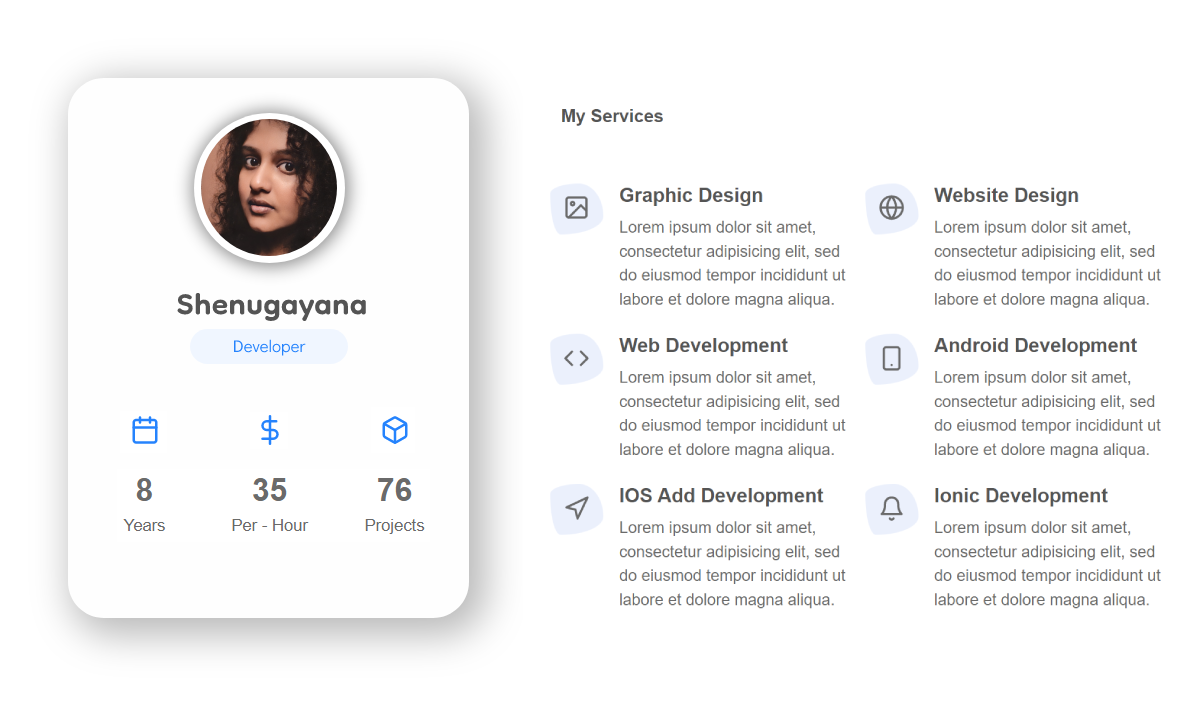 Shenugayana
Developer
8
Years
35
Per - Hour
76
Projects
My Services
Graphic Design
Lorem ipsum dolor sit amet,
consectetur adipisicing elit, sed
do eiusmod tempor incididunt ut
labore et dolore magna aliqua.
Website Design
Lorem ipsum dolor sit amet,
consectetur adipisicing elit, sed
do eiusmod tempor incididunt ut
labore et dolore magna aliqua.
Web Development
Lorem ipsum dolor sit amet,
consectetur adipisicing elit, sed
do eiusmod tempor incididunt ut
labore et dolore magna aliqua.
Android Development
Lorem ipsum dolor sit amet,
consectetur adipisicing elit, sed
do eiusmod tempor incididunt ut
labore et dolore magna aliqua.
IOS Add Development
Lorem ipsum dolor sit amet,
consectetur adipisicing elit, sed
do eiusmod tempor incididunt ut
labore et dolore magna aliqua.
Ionic Development
Lorem ipsum dolor sit amet,
consectetur adipisicing elit, sed
do eiusmod tempor incididunt ut
labore et dolore magna aliqua.